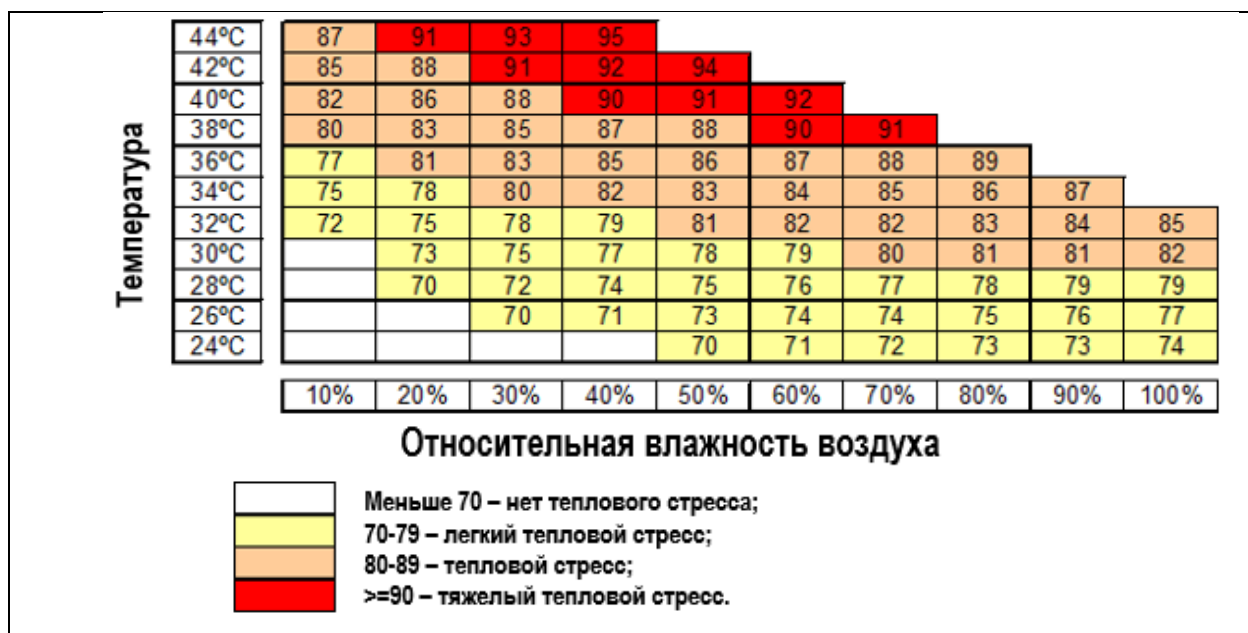 44ºC 87 91 93 95
42ºC 85 88 91 92 94
40ºC 82 86 88 90 91 92
38ºC 80 83 85 87 88 90 91
36ºC 77 81 83 85 86 87 88 89
34ºC 75 78 80 82 83 84 85 86 87
32ºC 72 75 78 79 81 82 82 83 84 85
30ºC 73 75 77 78 79 80 81 81 82
28ºC 70 72 74 75 76 77 78 79 79
26ºC 70 71 73 74 74 75 76 77
24ºC 70 71 72 73 73 74
Температура
10% 20% 30% 40% 50% 60% 70% 80% 90% 100%
Относительная влажность воздуха
Меньше 70 – нет теплового стресса;
70-79 – легкий тепловой стресс;
80-89 – тепловой стресс;
>=90 – тяжелый тепловой стресс.